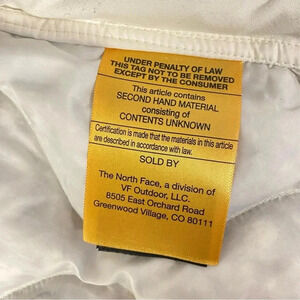 UNDER PENALTY OF LAW
THIS TAG NOT TO BE REMOVED
EXCEPT BY THE CONSUMER
This article contains
SECOND HAND MATERIAL
consisting of
CONTENTS UNKNOWN
Certification is made that the materials in this article
are described in accordance with law.
SOLD BY
The North Face, a division of
VF Outdoor, LLC.
8505 East Orchard Road
Greenwood Village, CO 80111